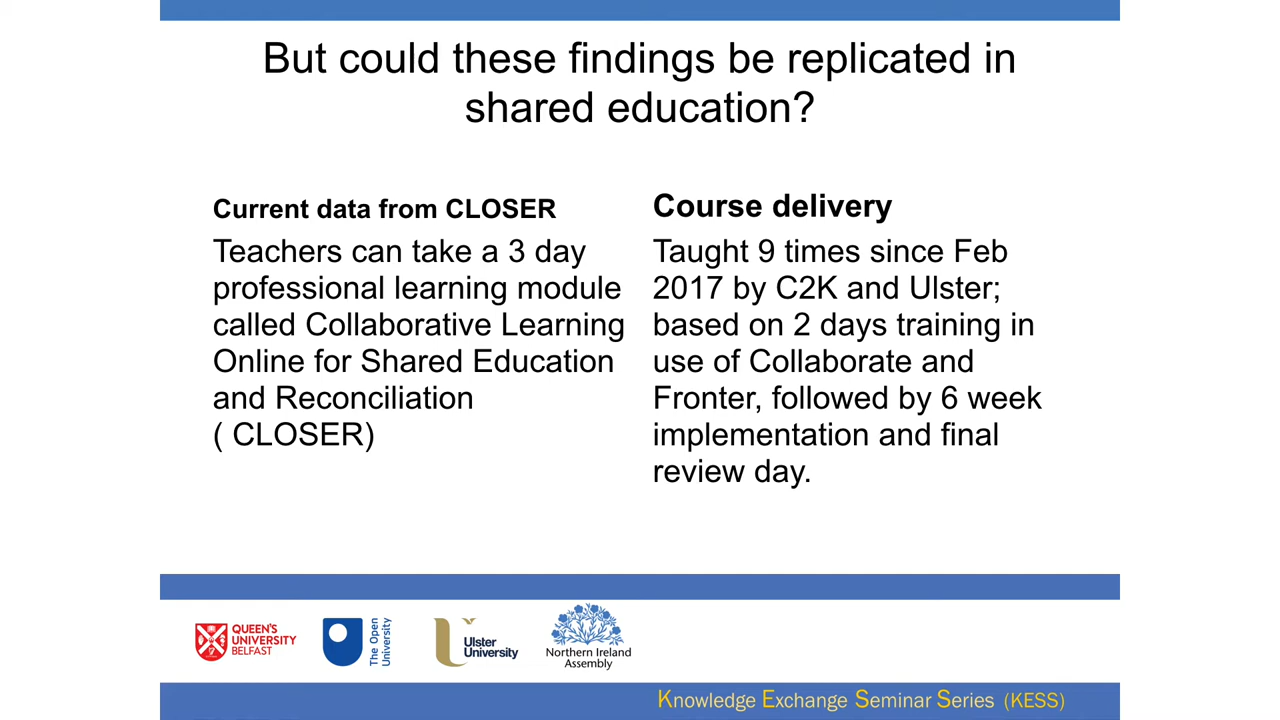 But could these findings be replicated in
shared education?
Current data from CLOSER
Teachers can take a 3 day
professional learning module
called Collaborative Learning
Online for Shared Education
and Reconciliation
( CLOSER)
Course delivery
Taught 9 times since Feb
2017 by C2K and Ulster;
based on 2 days training in
use of Collaborate and
Fronter, followed by 6 week
implementation and final
review day.
QUEEN'S
UNIVERSITY
BELFAST
The Open
University
Ulster
University
Northern Ireland
Assembly
Knowledge Exchange Seminar Series (KESS)